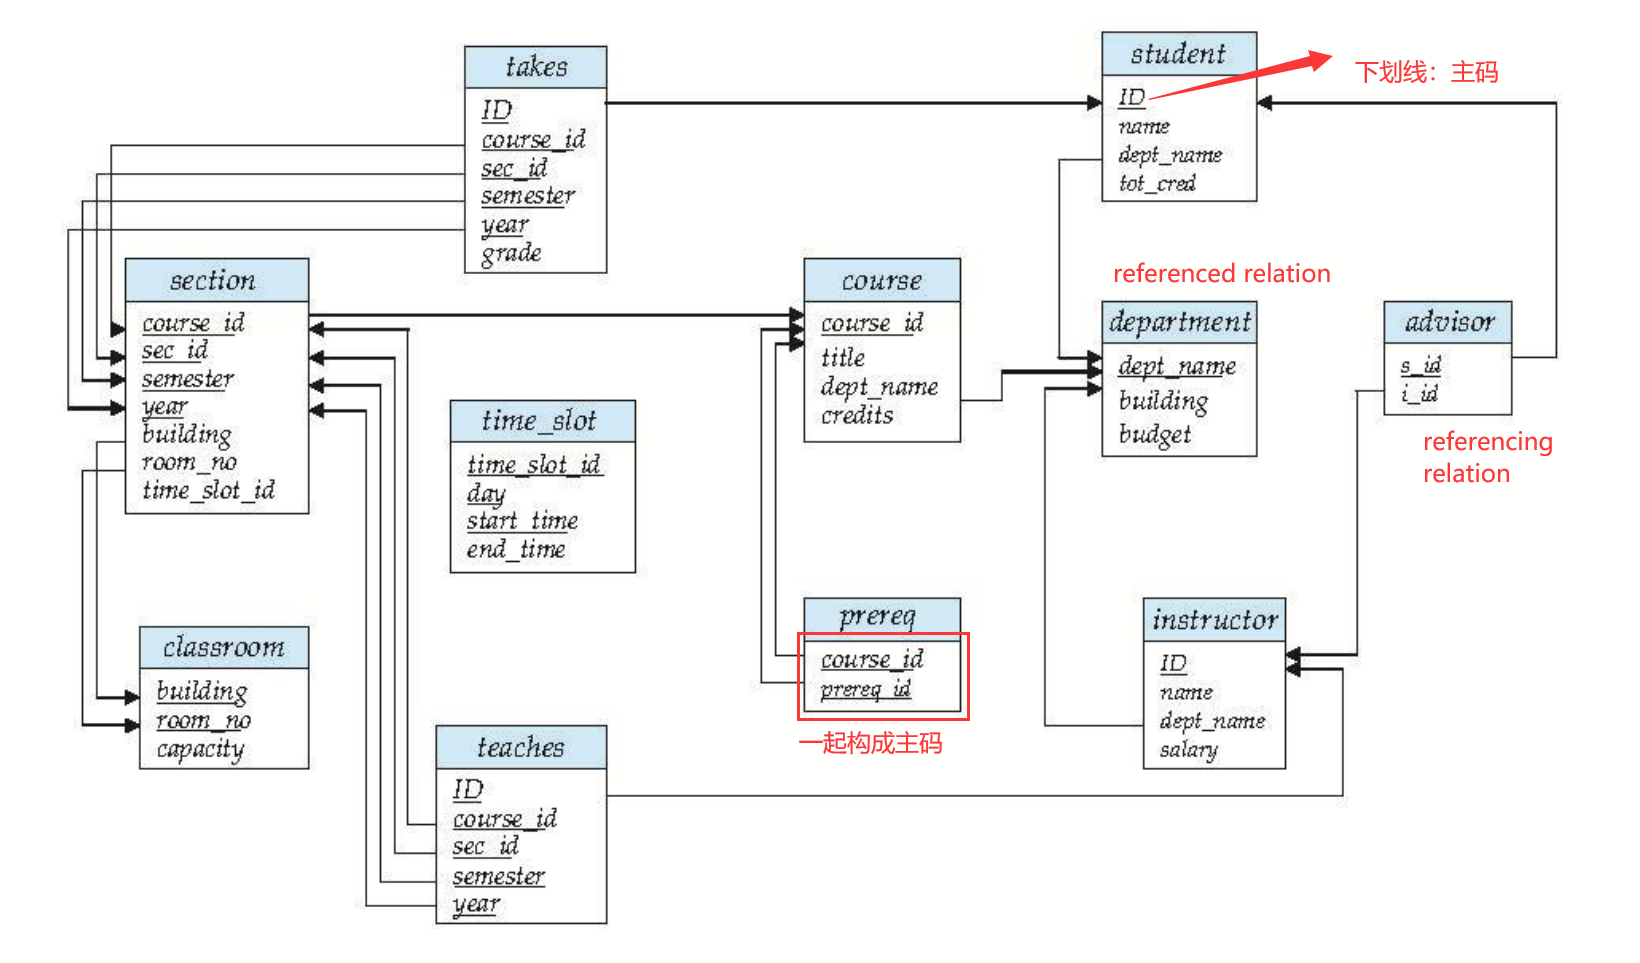 takes
ID
course_id
sec_id
semester
year
grade
student
ID
name
dept_name
tot_cred
下划线：主码
section
course_id
sec_id
semester
year
building
room_no
time_slot_id
course
course_id
title
dept_name
credits
referenced relation
department
dept_name
building
budget
advisor
s_id
i_id
referencing
relation
time_slot
time_slot_id
day
start_time
end_time
prereq
course_id
prereq_id
一起构成主码
instructor
ID
name
dept_name
salary
classroom
building
room_no
capacity
teaches
ID
course_id
sec_id
semester
year